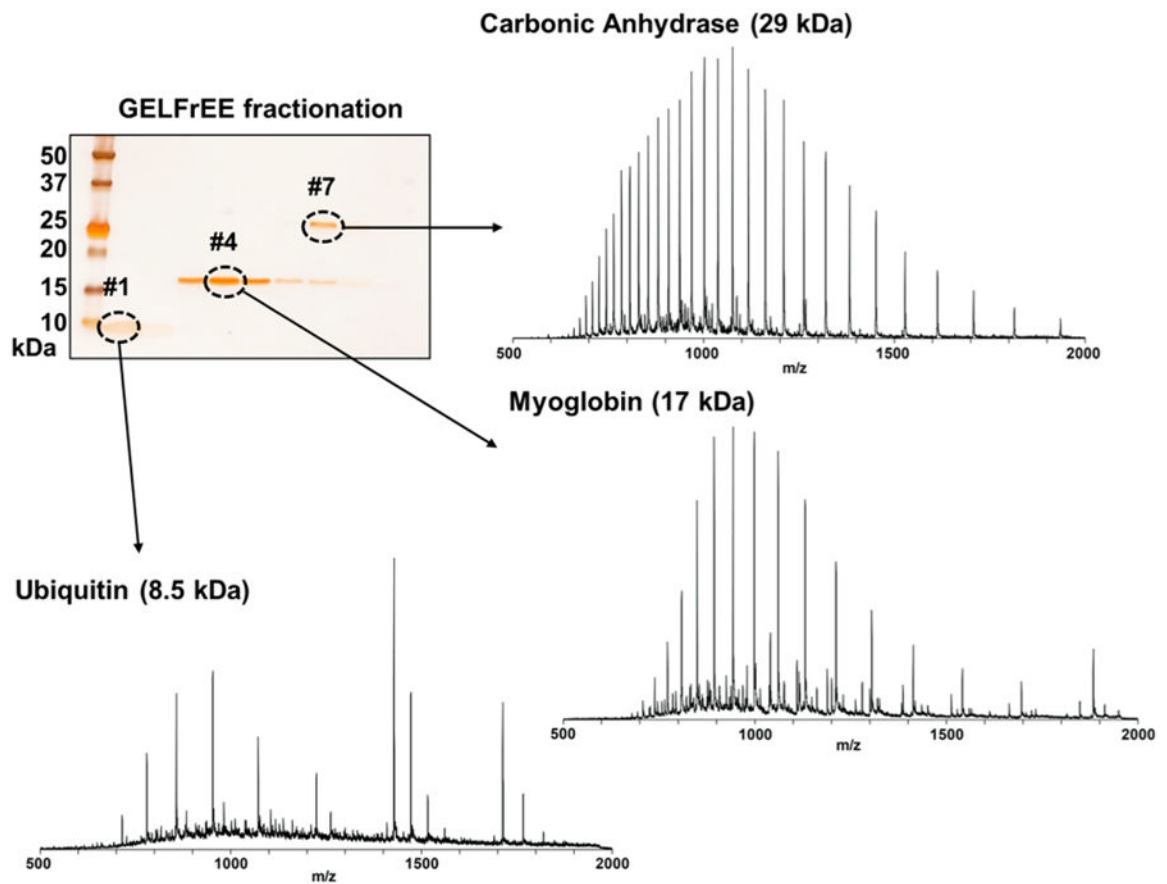 Carbonic Anhydrase (29 kDa)
GELFrEE fractionation
50
37
25
20
15
10
kDa
#1
#4
#7
500
1000
1500
2000
m/z
Myoglobin (17 kDa)
500
1000
1500
2000
m/z
Ubiquitin (8.5 kDa)
500
1000
1500
2000
m/z